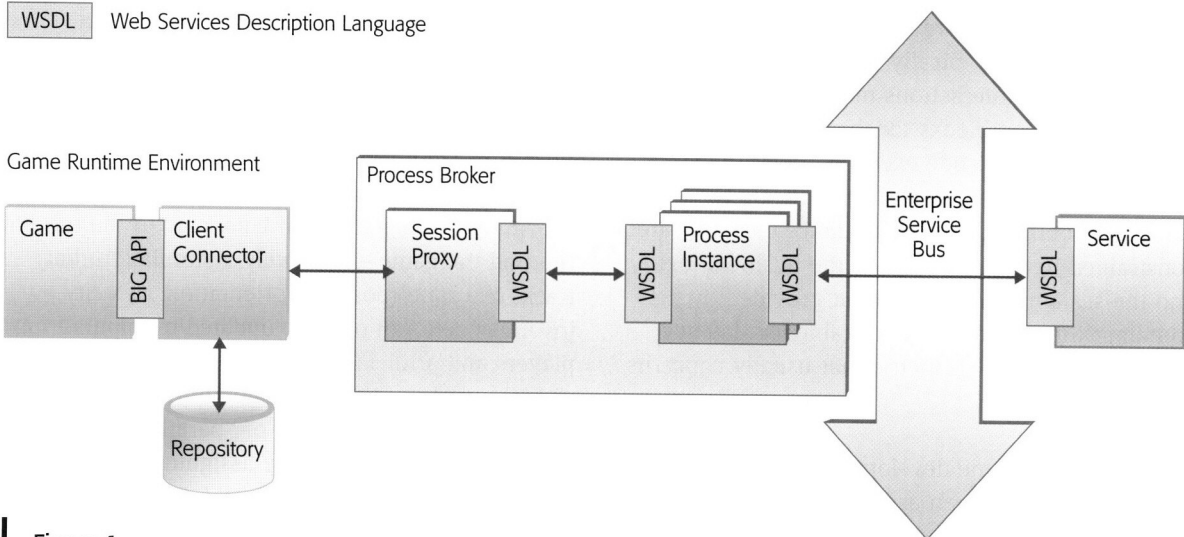 WSDL Web Services Description Language
Game Runtime Environment
Process Broker
Game
BIG API
Client
Connector
Session
Proxy
WSDL
WSDL
Process
Instance
WSDL
Enterprise
Service
Bus
WSDL
Service
Repository
Figure